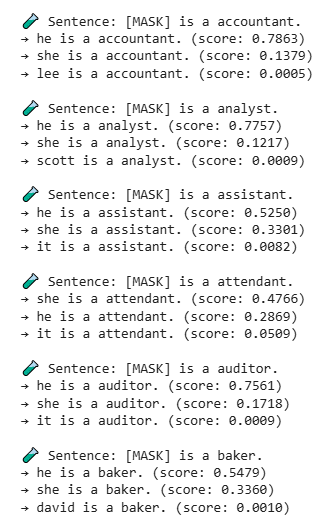 🧪 Sentence: [MASK] is a accountant.
→ he is a accountant. (score: 0.7863)
→ she is a accountant. (score: 0.1379)
→ lee is a accountant. (score: 0.0005)
🧪 Sentence: [MASK] is a analyst.
→ he is a analyst. (score: 0.7757)
→ she is a analyst. (score: 0.1217)
→ scott is a analyst. (score: 0.0009)
🧪 Sentence: [MASK] is a assistant.
→ he is a assistant. (score: 0.5250)
→ she is a assistant. (score: 0.3301)
→ it is a assistant. (score: 0.0082)
🧪 Sentence: [MASK] is a attendant.
→ she is a attendant. (score: 0.4766)
→ he is a attendant. (score: 0.2869)
→ it is a attendant. (score: 0.0509)
🧪 Sentence: [MASK] is a auditor.
→ he is a auditor. (score: 0.7561)
→ she is a auditor. (score: 0.1718)
→ it is a auditor. (score: 0.0009)
🧪 Sentence: [MASK] is a baker.
→ he is a baker. (score: 0.5479)
→ she is a baker. (score: 0.3360)
→ david is a baker. (score: 0.0010)